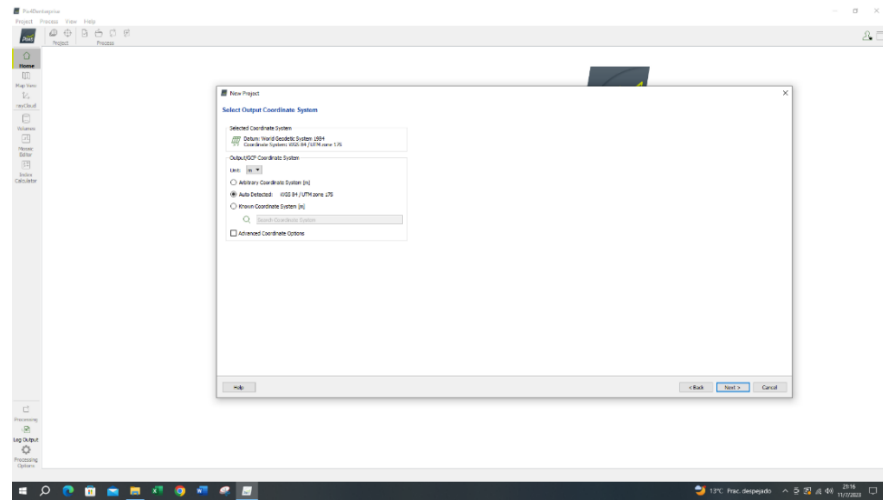 Project Process View Help
Project Process
Home
Map View
rayCloud
Volumes
Mosaic
Editor
Index
Calculator
New Project
Select Output Coordinate System
Selected Coordinate System
Datum: World Geodetic System 1984
Coordinate System: WGS 84 / UTM zone 17S
Output/GCP Coordinate System
Unit: m
Arbitrary Coordinate System [m]
Auto Detected: WGS 84 / UTM zone 17S
Known Coordinate System [m]
Search Coordinate System
Advanced Coordinate Options
Help
< Back Next > Cancel
Processing
Log Output
Processing
Options
13°C Prac. despejado
21:16
11/7/2023